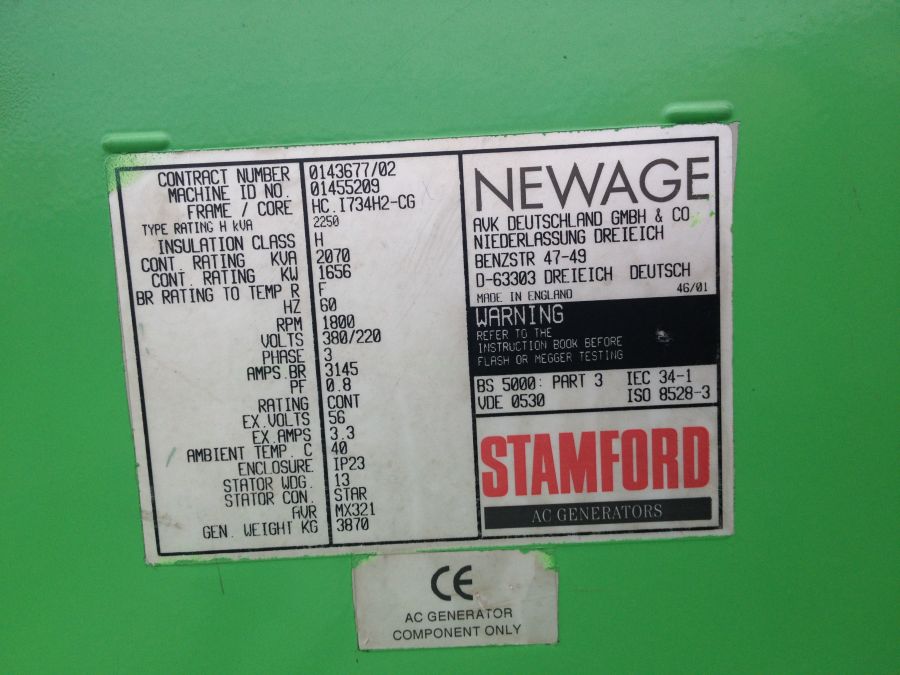 CONTRACT NUMBER 0143677/02
MACHINE ID NO. 01455209
FRAME / CORE HC.I734H2-CG
TYPE RATING H kVA 2250
INSULATION CLASS H
CONT. RATING KVA 2070
CONT. RATING KW 1656
BR RATING TO TEMP R F
HZ 60
RPM 1800
VOLTS 380/220
PHASE 3
AMPS.BR 3145
PF 0.8
RATING CONT
EX.VOLTS 56
EX.AMPS 3.3
AMBIENT TEMP. C 40
ENCLOSURE IP23
STATOR WDG. 13
STATOR CON. STAR
AVR MX321
GEN. WEIGHT KG 3870
NEWAGE
AVK DEUTSCHLAND GMBH & CO
NIEDERLASSUNG DREIEICH
BENZSTR 47-49
D-63303 DREIEICH DEUTSCH
MADE IN ENGLAND 46/01
WARNING
REFER TO THE
INSTRUCTION BOOK BEFORE
FLASH OR MEGGER TESTING
BS 5000: PART 3 IEC 34-1
VDE 0530 ISO 8528-3
STAMFORD
AC GENERATORS
CE
AC GENERATOR
COMPONENT ONLY